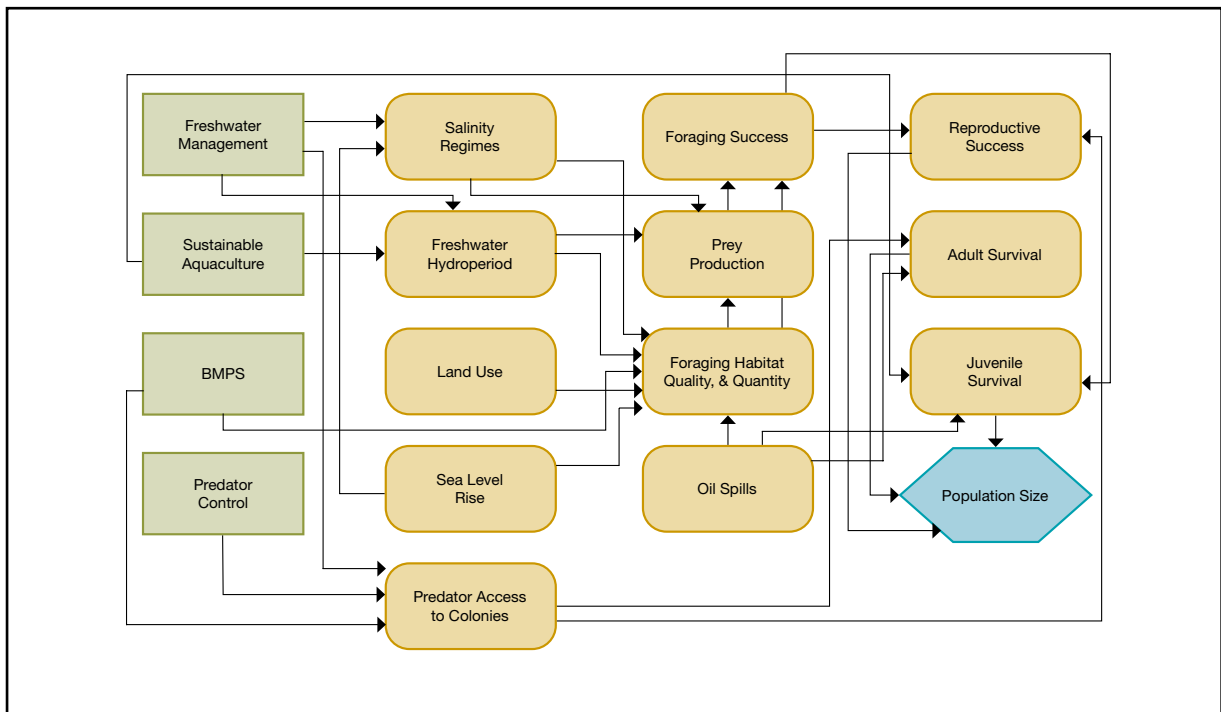 Freshwater
Management
Salinity
Regimes
Foraging Success
Reproductive
Success
Sustainable
Aquaculture
Freshwater
Hydroperiod
Prey
Production
Adult Survival
BMPS
Land Use
Foraging Habitat
Quality, & Quantity
Juvenile
Survival
Predator
Control
Sea Level
Rise
Oil Spills
Population Size
Predator Access
to Colonies